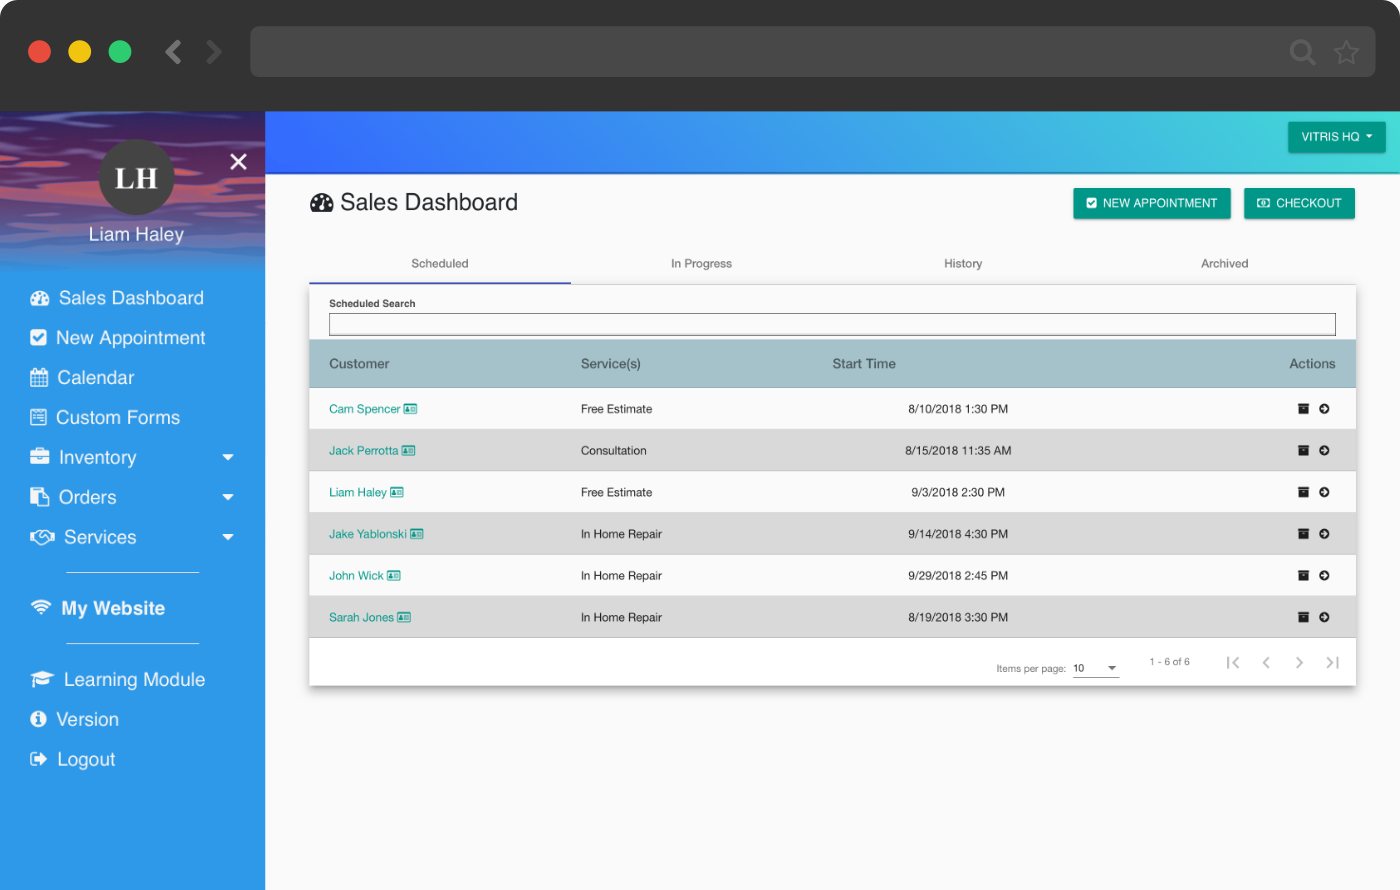 VITRIS HQ
LH
Liam Haley
Sales Dashboard
NEW APPOINTMENT
CHECKOUT
Sales Dashboard
New Appointment
Calendar
Custom Forms
Inventory
Orders
Services
My Website
Learning Module
Version
Logout
Scheduled In Progress History Archived
Scheduled Search
Customer Service(s) Start Time Actions
Cam Spencer Free Estimate 8/10/2018 1:30 PM
Jack Perrotta Consultation 8/15/2018 11:35 AM
Liam Haley Free Estimate 9/3/2018 2:30 PM
Jake Yablonski In Home Repair 9/14/2018 4:30 PM
John Wick In Home Repair 9/29/2018 2:45 PM
Sarah Jones In Home Repair 8/19/2018 3:30 PM
Items per page: 10 1 - 6 of 6